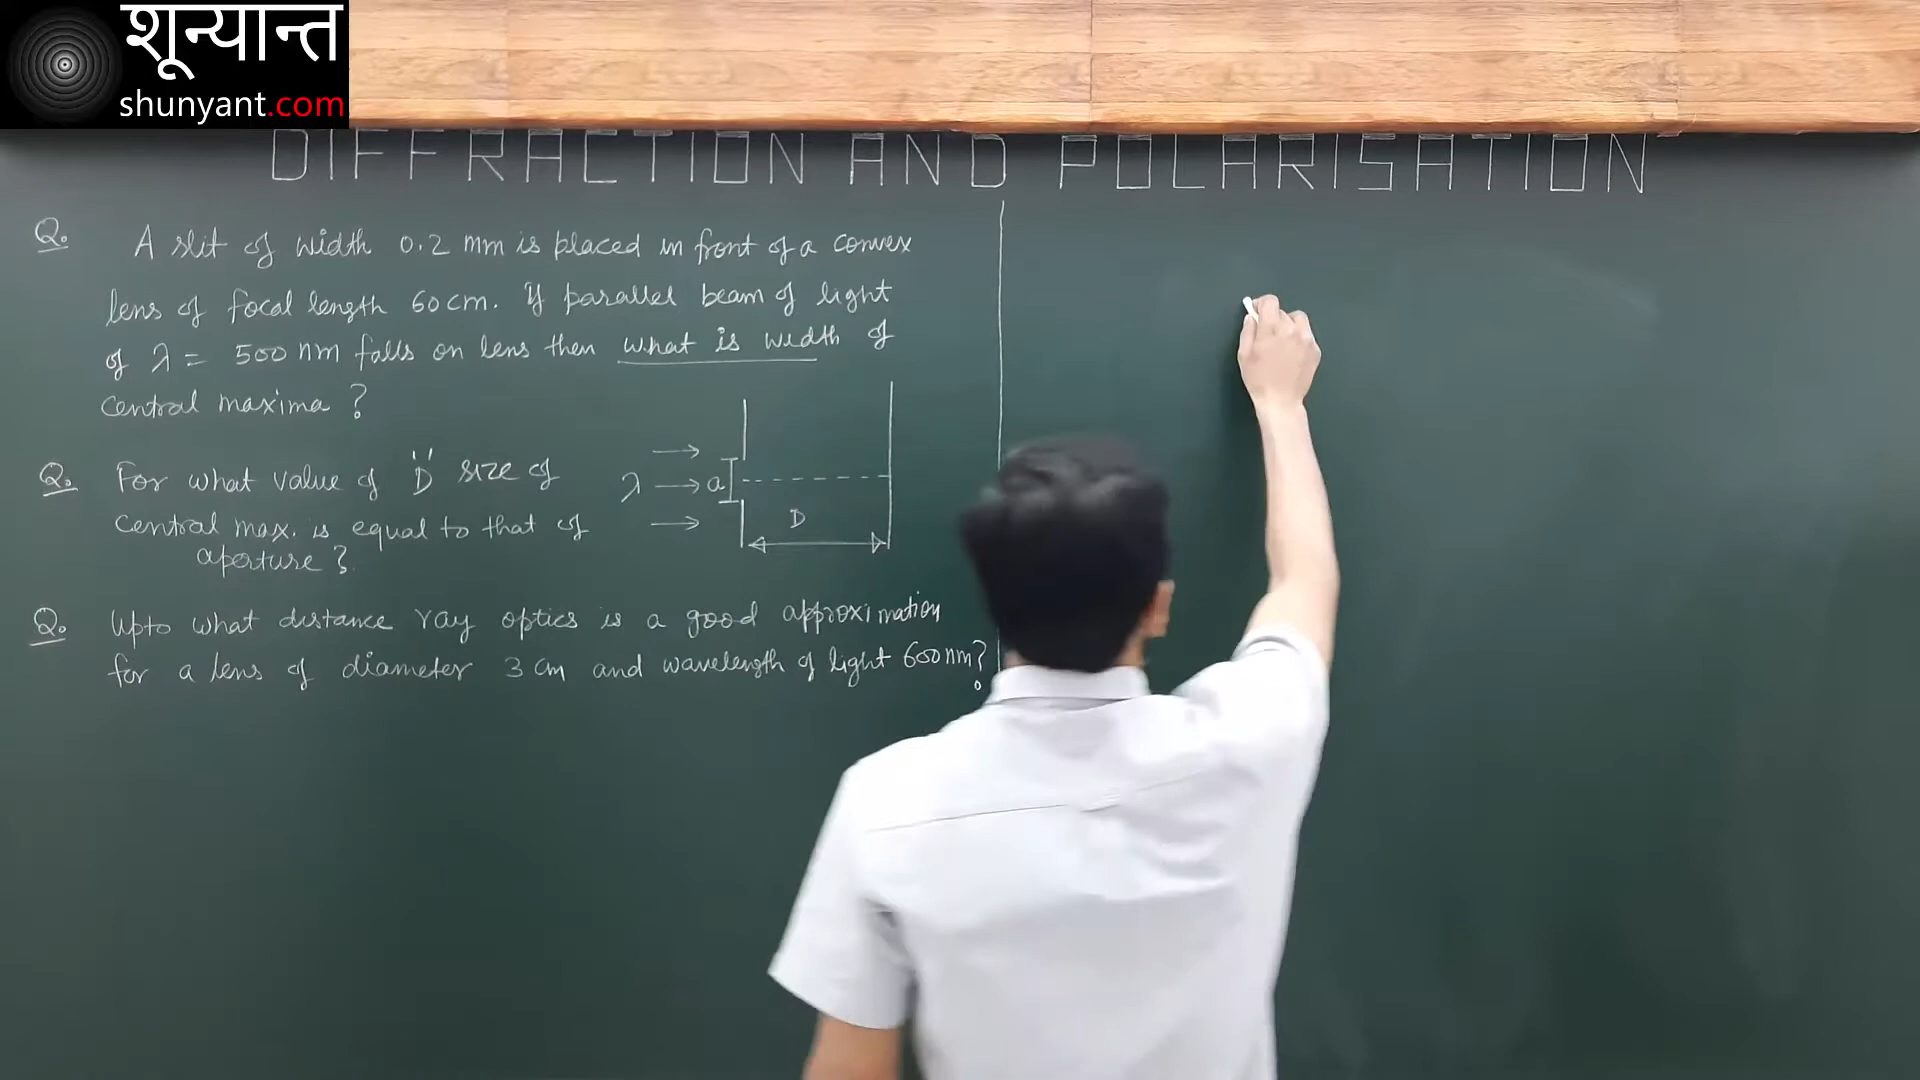 शून्यान्त
shunyant.com
DIFFRACTION AND POLARISATION
Q. A slit of width 0.2 mm is placed in front of a convex
lens of focal length 60 cm. If parallel beam of light
of λ = 500 nm falls on lens then what is width of
central maxima ?
Q. For what value of "D" size of
central max. is equal to that of
aperture ?
λ a
D
Q. Upto what distance ray optics is a good approximation
for a lens of diameter 3 cm and wavelength of light 600 nm?